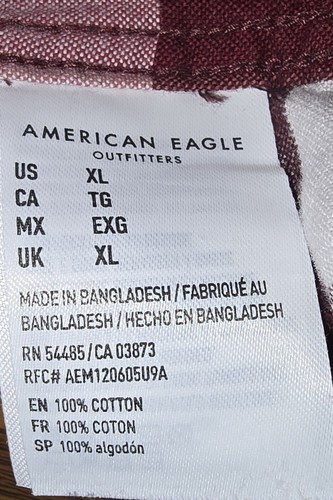 AMERICAN EAGLE
OUTFITTERS
US XL
CA TG
MX EXG
UK XL
MADE IN BANGLADESH / FABRIQUÉ AU
BANGLADESH / HECHO EN BANGLADESH
RN 54485 / CA 03873
RFC# AEM120605U9A
EN 100% COTTON
FR 100% COTON
SP 100% algodón